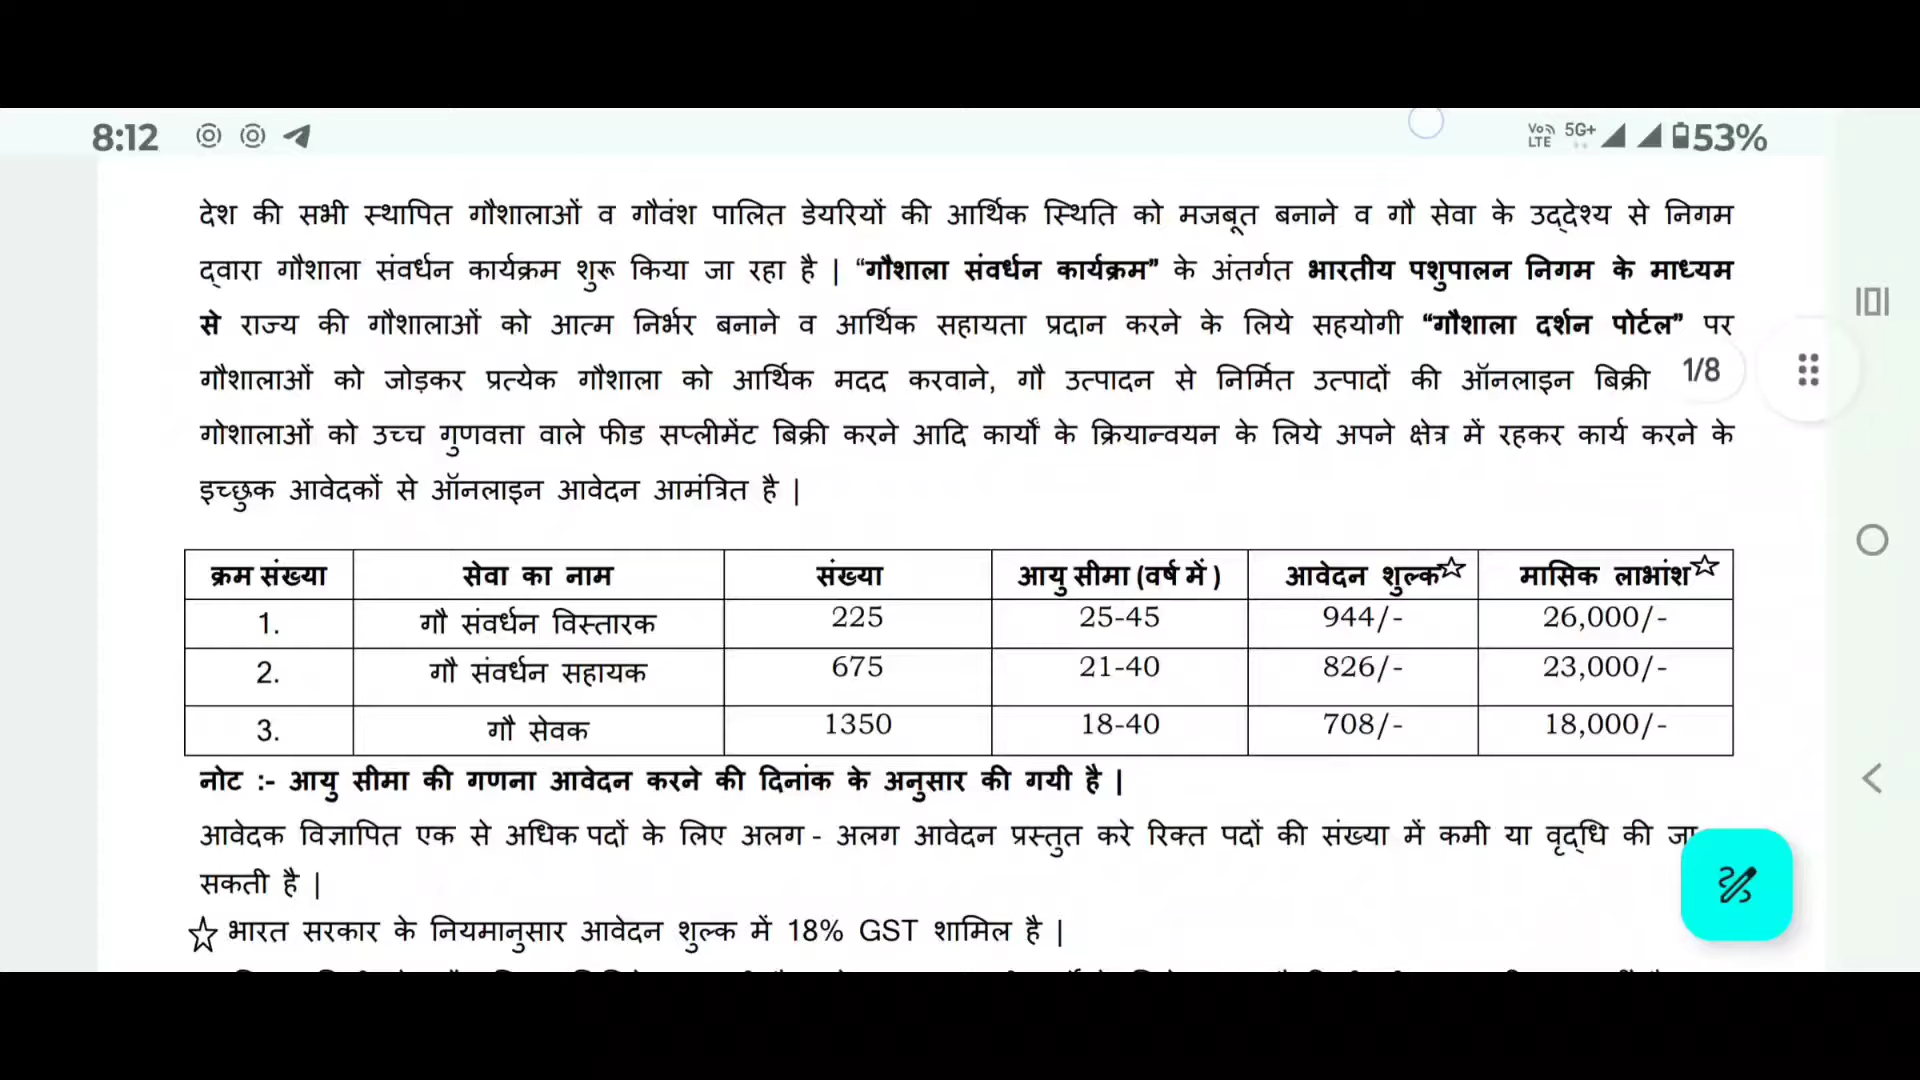 8:12 VoLTE 5G+ 53%
देश की सभी स्थापित गौशालाओं व गौवंश पालित डेयरियों की आर्थिक स्थिति को मजबूत बनाने व गौ सेवा के उद्देश्य से निगम
द्वारा गौशाला संवर्धन कार्यक्रम शुरू किया जा रहा है | “गौशाला संवर्धन कार्यक्रम” के अंतर्गत भारतीय पशुपालन निगम के माध्यम
से राज्य की गौशालाओं को आत्म निर्भर बनाने व आर्थिक सहायता प्रदान करने के लिये सहयोगी “गौशाला दर्शन पोर्टल” पर
गौशालाओं को जोड़कर प्रत्येक गौशाला को आर्थिक मदद करवाने, गौ उत्पादन से निर्मित उत्पादों की ऑनलाइन बिक्री 1/8
गोशालाओं को उच्च गुणवत्ता वाले फीड सप्लीमेंट बिक्री करने आदि कार्यों के क्रियान्वयन के लिये अपने क्षेत्र में रहकर कार्य करने के
इच्छुक आवेदकों से ऑनलाइन आवेदन आमंत्रित है |
क्रम संख्या सेवा का नाम संख्या आयु सीमा (वर्ष में ) आवेदन शुल्क☆ मासिक लाभांश☆
1. गौ संवर्धन विस्तारक 225 25-45 944/- 26,000/-
2. गौ संवर्धन सहायक 675 21-40 826/- 23,000/-
3. गौ सेवक 1350 18-40 708/- 18,000/-
नोट :- आयु सीमा की गणना आवेदन करने की दिनांक के अनुसार की गयी है |
आवेदक विज्ञापित एक से अधिक पदों के लिए अलग - अलग आवेदन प्रस्तुत करे रिक्त पदों की संख्या में कमी या वृद्धि की जा
सकती है |
☆ भारत सरकार के नियमानुसार आवेदन शुल्क में 18% GST शामिल है |